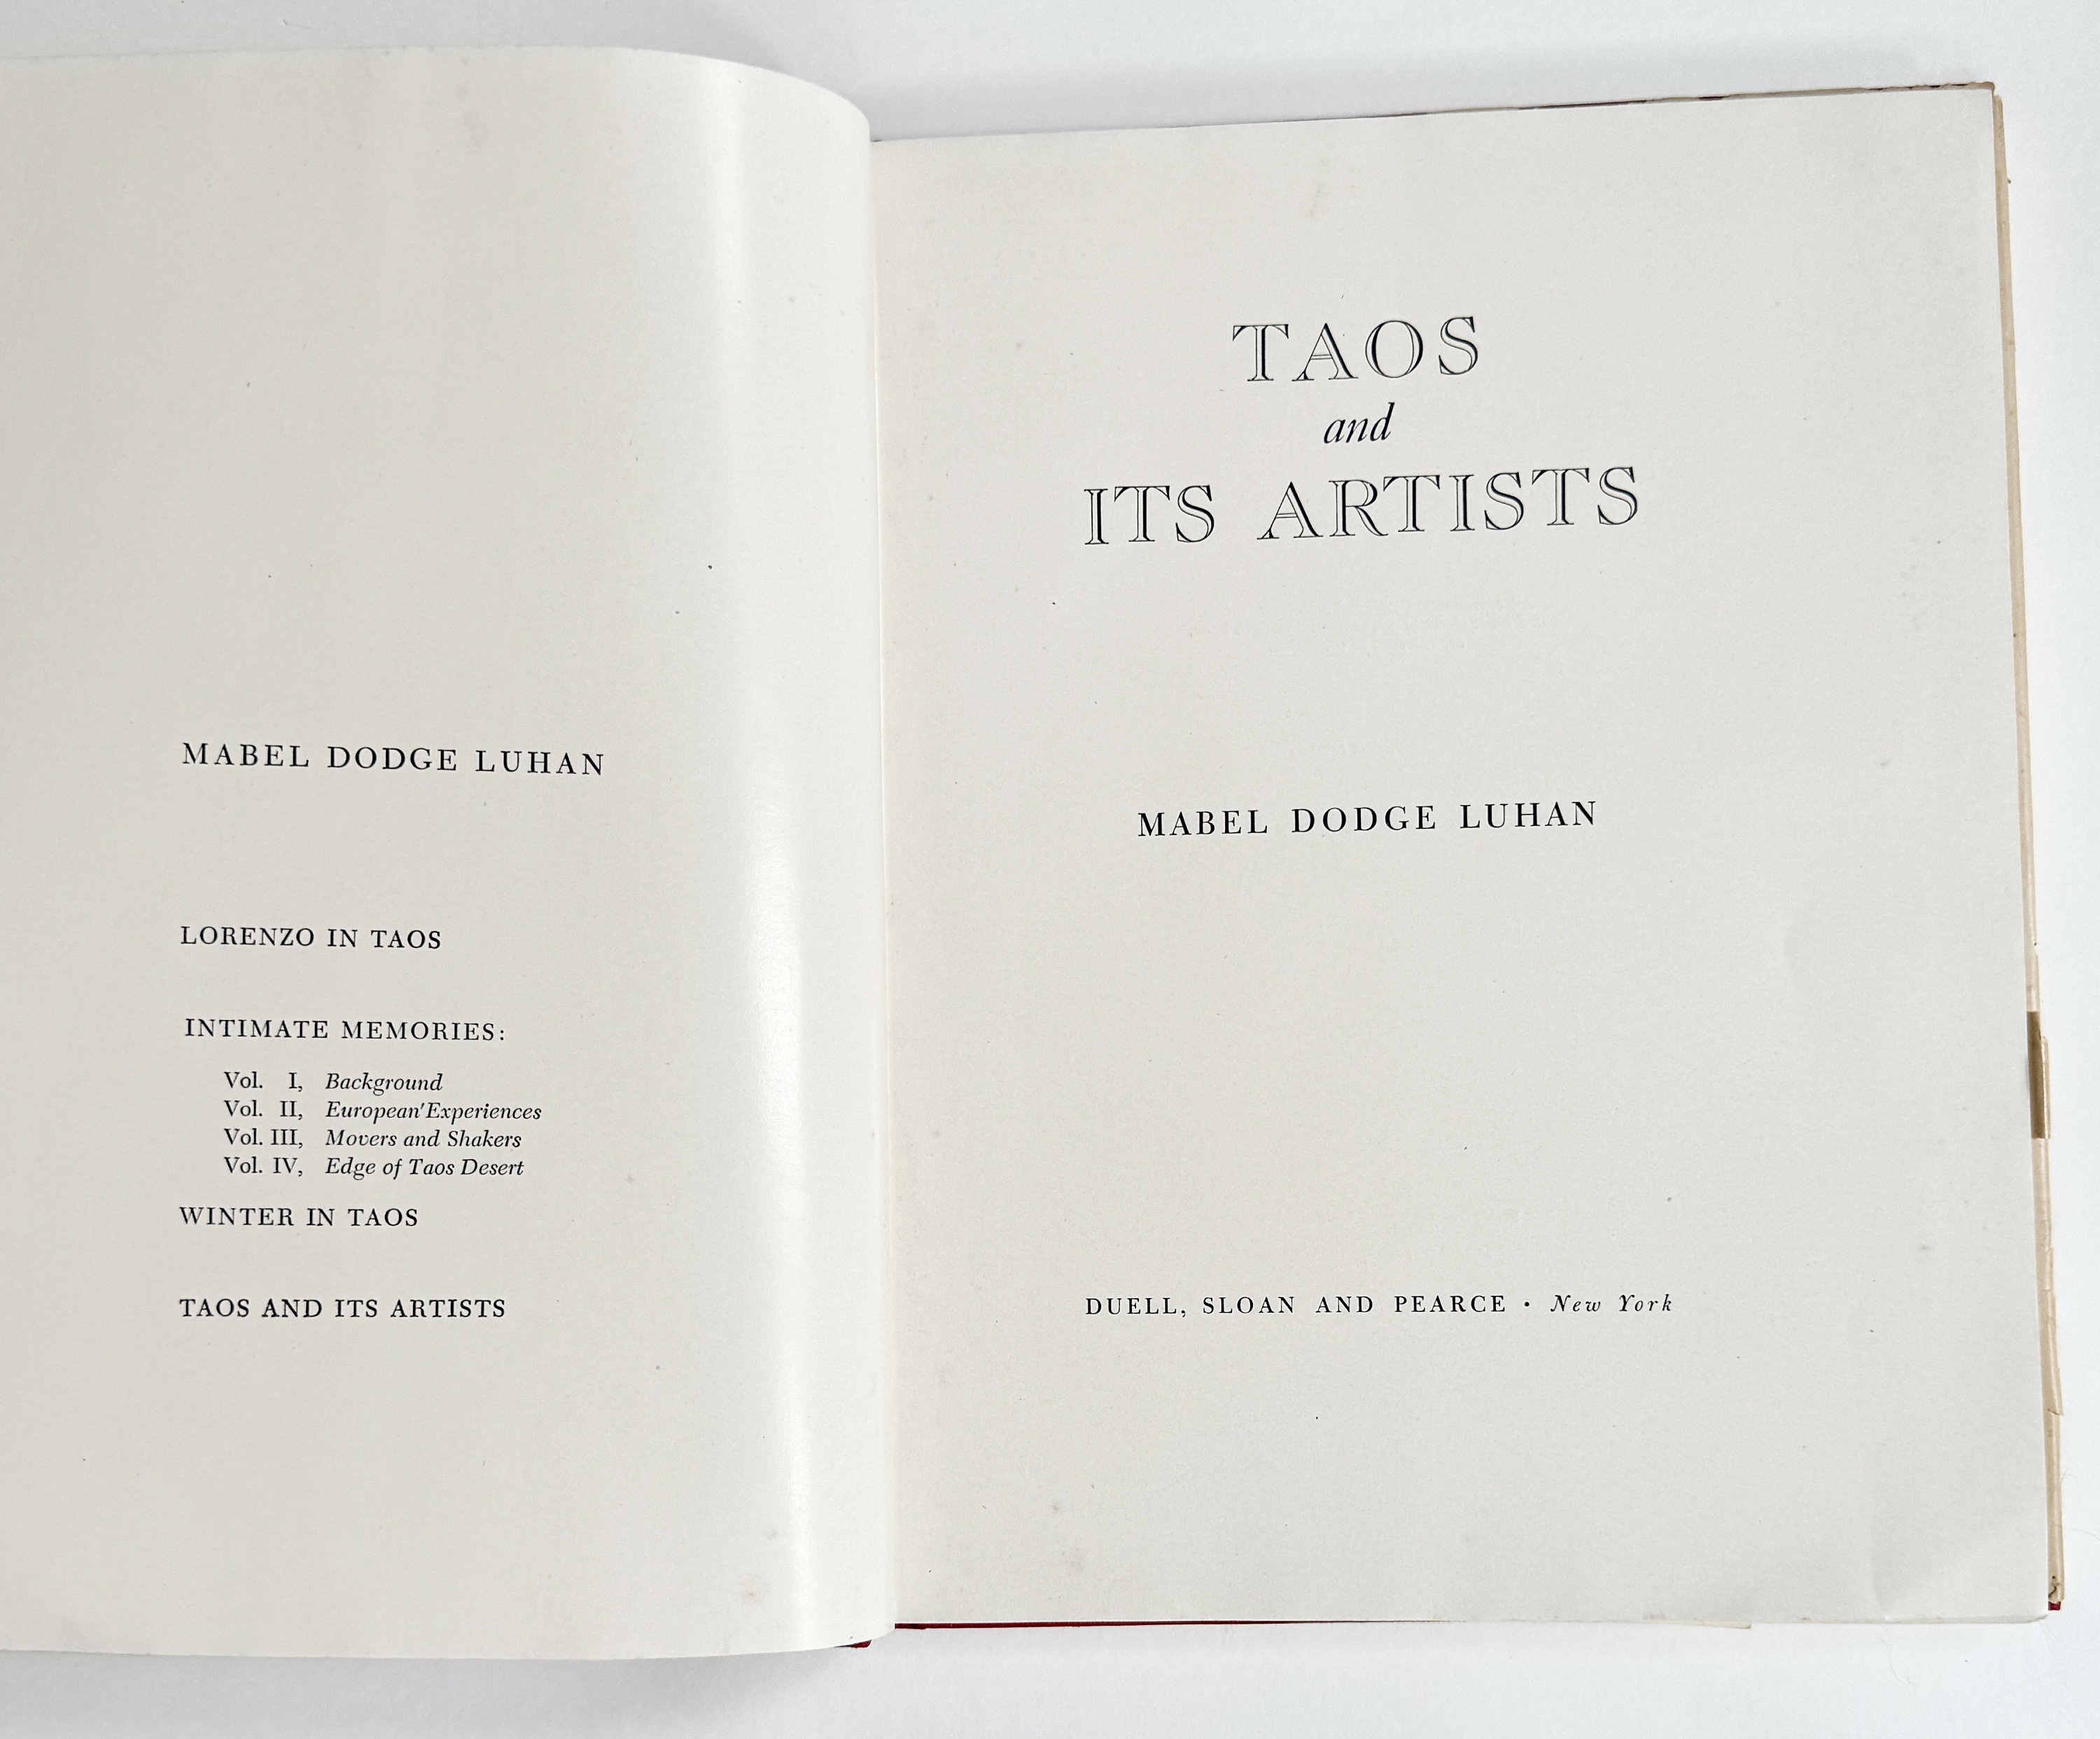 MABEL DODGE LUHAN
LORENZO IN TAOS
INTIMATE MEMORIES:
Vol. I, Background
Vol. II, European Experiences
Vol. III, Movers and Shakers
Vol. IV, Edge of Taos Desert
WINTER IN TAOS
TAOS AND ITS ARTISTS
TAOS
and
ITS ARTISTS
MABEL DODGE LUHAN
DUELL, SLOAN AND PEARCE · New York